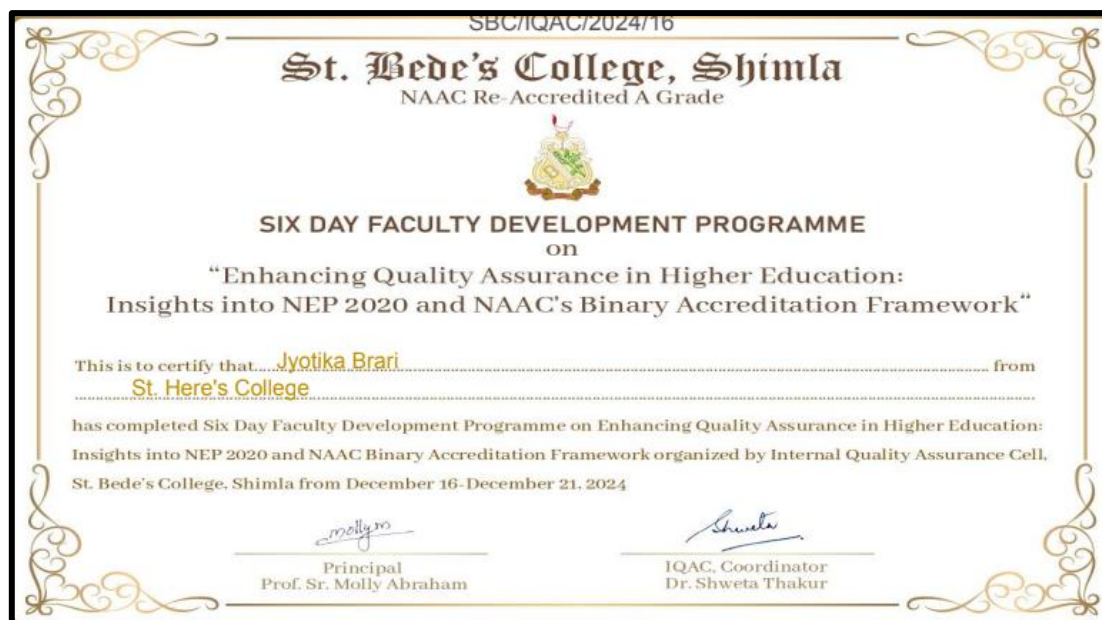 SBC/IQAC/2024/16
St. Bede's College, Shimla
NAAC Re-Accredited A Grade
SIX DAY FACULTY DEVELOPMENT PROGRAMME
on
“Enhancing Quality Assurance in Higher Education:
Insights into NEP 2020 and NAAC's Binary Accreditation Framework“
This is to certify that....Jyotika Brari.... from
St. Here's College
has completed Six Day Faculty Development Programme on Enhancing Quality Assurance in Higher Education:
Insights into NEP 2020 and NAAC Binary Accreditation Framework organized by Internal Quality Assurance Cell,
St. Bede's College, Shimla from December 16-December 21, 2024
mollym Shweta
Principal IQAC, Coordinator
Prof. Sr. Molly Abraham Dr. Shweta Thakur